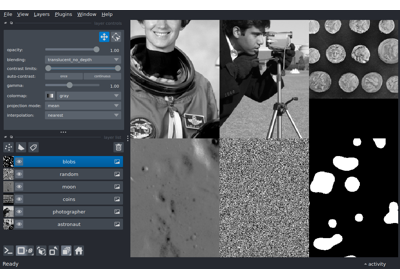 File View Layers Plugins Window Help
opacity: 1.00
blending: translucent_no_depth
contrast limits:
auto-contrast: once continuous
gamma: 1.00
colormap: gray
projection mode: mean
interpolation: nearest
blobs
random
moon
coins
photographer
astronaut
Ready
activity